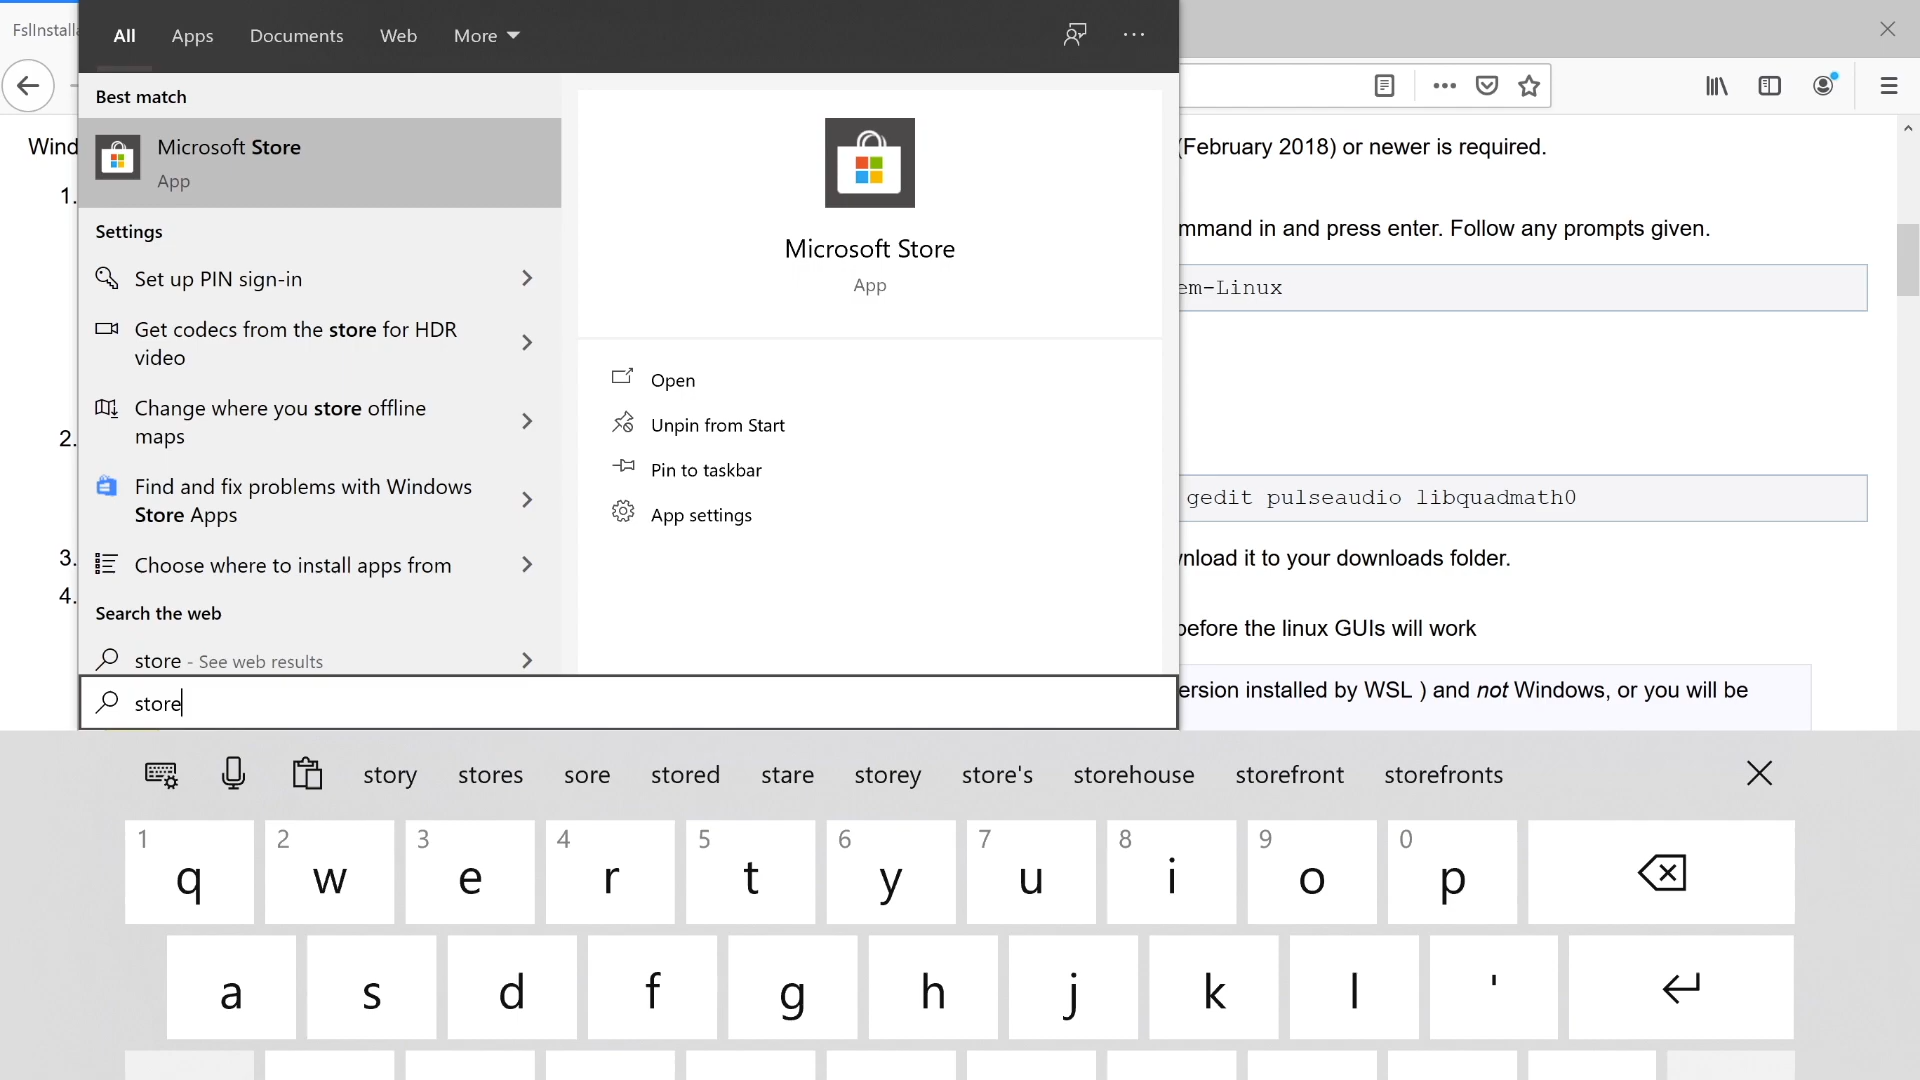 FslInstalla
All
Apps
Documents
Web
More
Best match
Microsoft Store
App
Settings
Set up PIN sign-in
Get codecs from the store for HDR
video
Change where you store offline
maps
Find and fix problems with Windows
Store Apps
Choose where to install apps from
Search the web
store - See web results
store
Microsoft Store
App
Open
Unpin from Start
Pin to taskbar
App settings
Wind
1.
2.
3.
4.
(February 2018) or newer is required.
mmand in and press enter. Follow any prompts given.
em-Linux
gedit pulseaudio libquadmath0
nload it to your downloads folder.
before the linux GUIs will work
ersion installed by WSL ) and not Windows, or you will be
story stores sore stored stare storey store's storehouse storefront storefronts
1 2 3 4 5 6 7 8 9 0
q w e r t y u i o p
a s d f g h j k l '